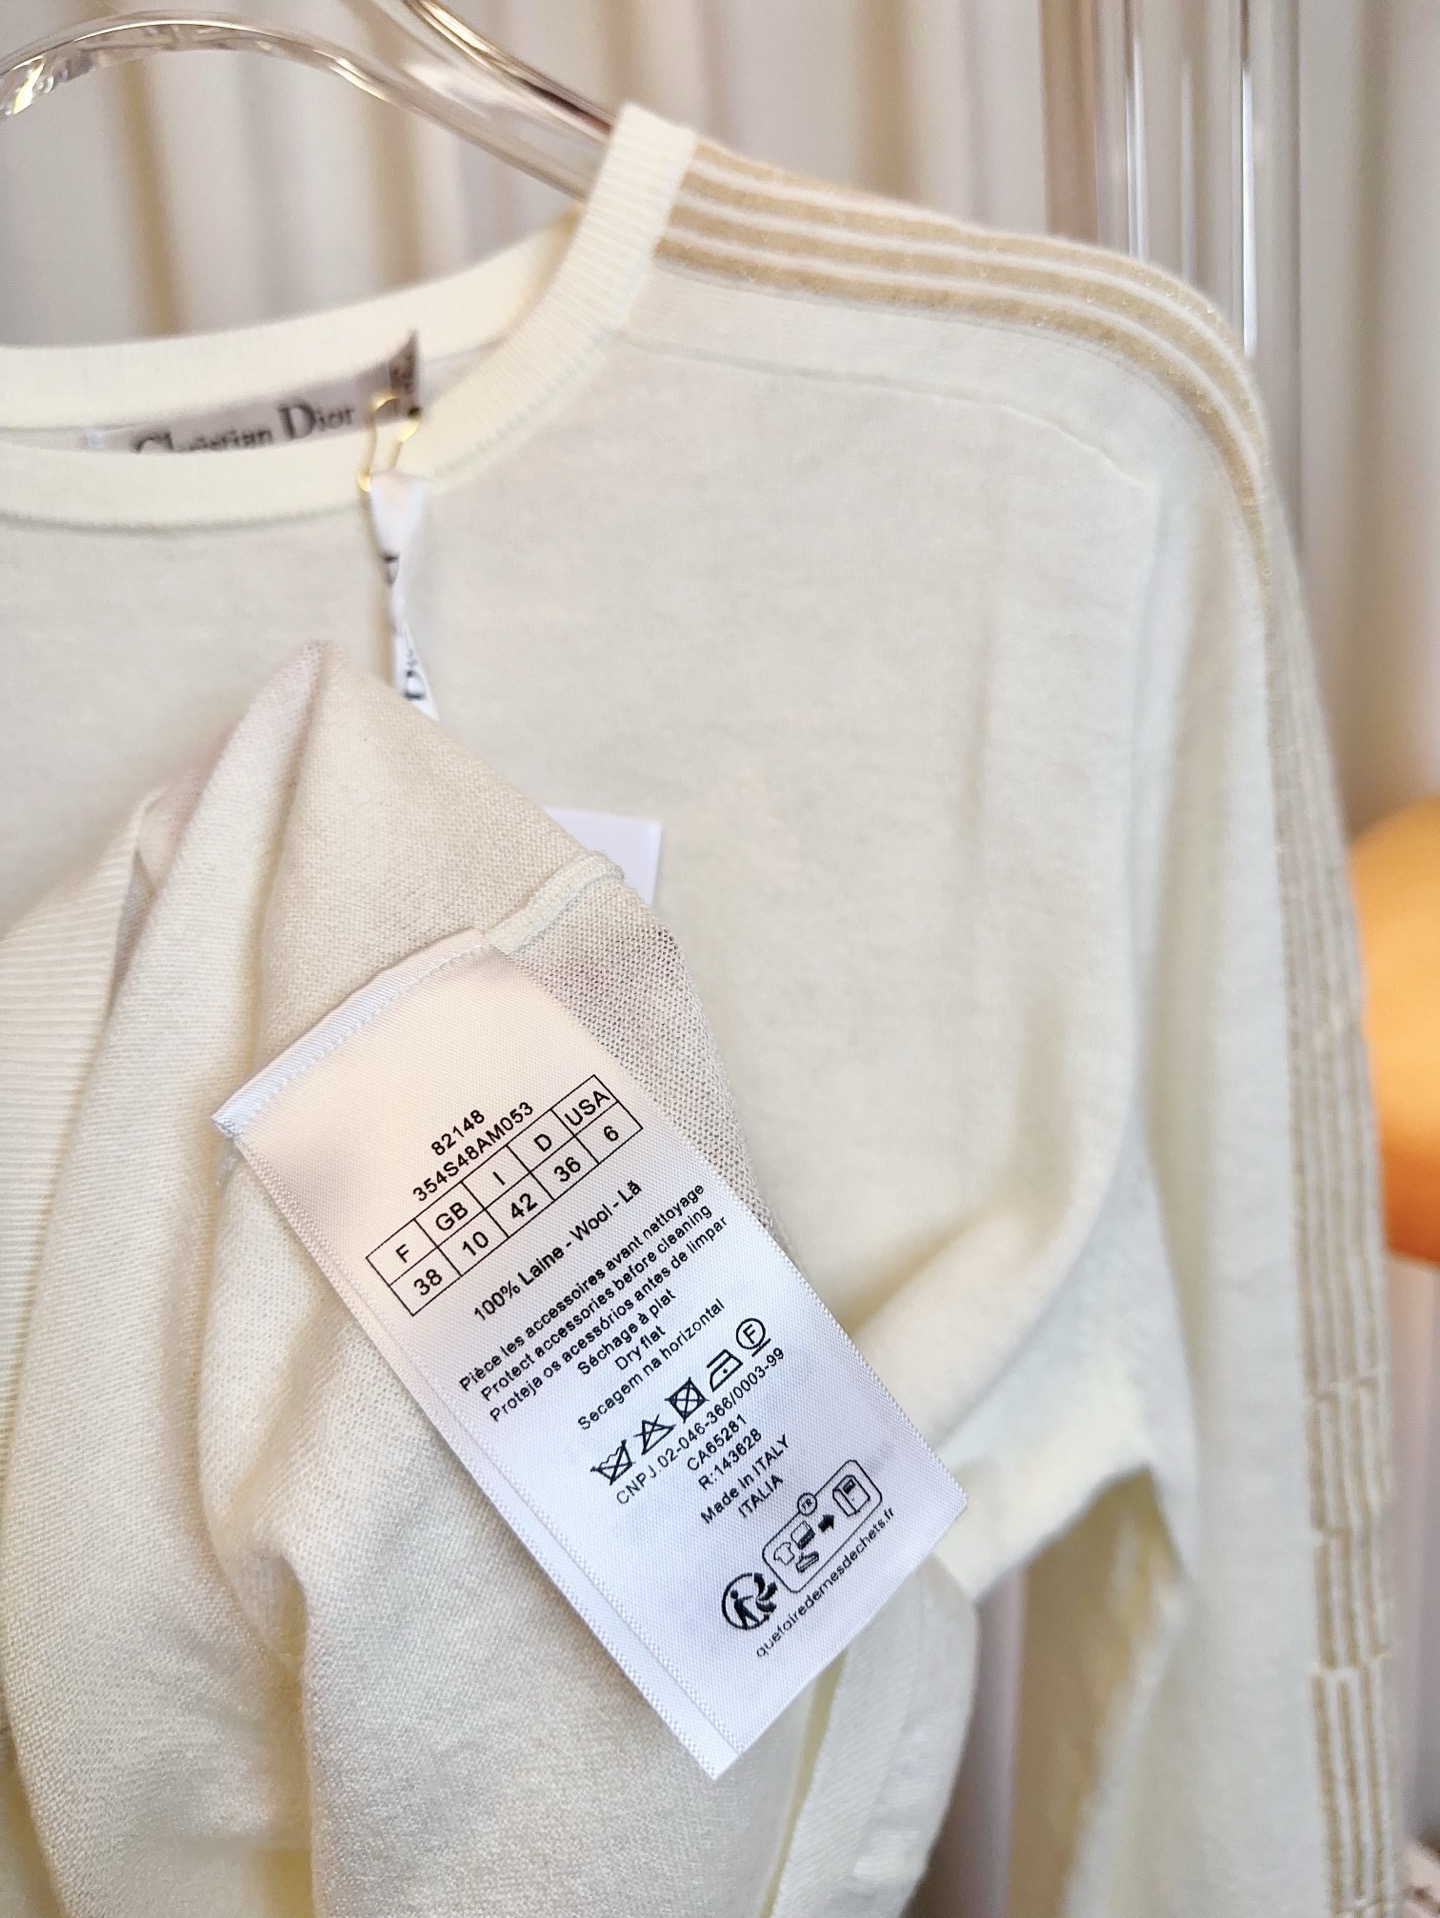 Christian Dior
82148
354S48AM053
F GB I D USA
38 10 42 36 6
100% Laine - Wool - Lã
Pièce les accessoires avant nettoyage
Protect accessories before cleaning
Proteja os acessórios antes de limpar
Séchage à plat
Dry flat
Secagem na horizontal
F
CNPJ.02-046-366/0003-99
CA65281
R:143628
Made in ITALY
ITALIA
FR
quefairedemesdechets.fr